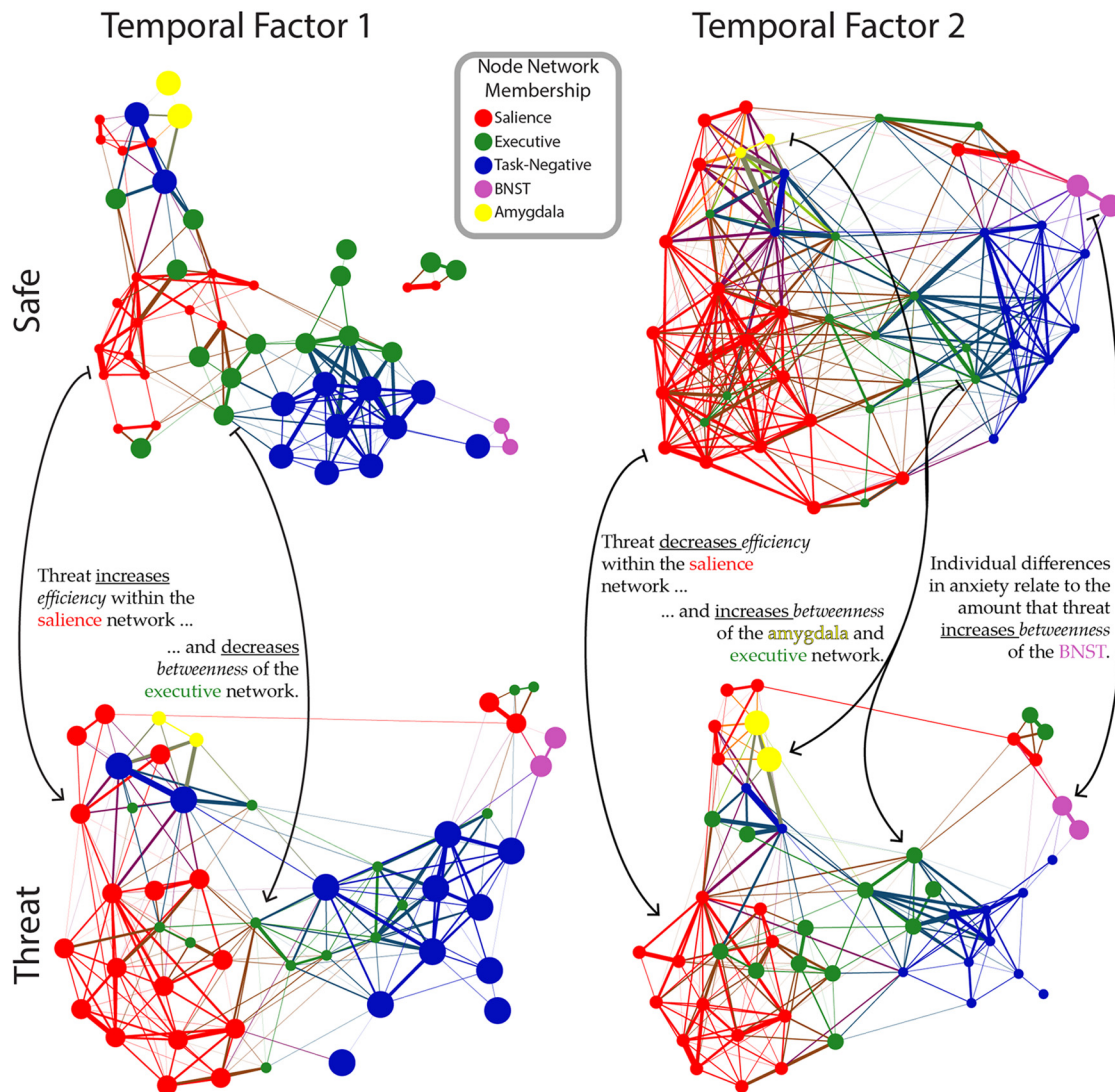 Temporal Factor 1
Temporal Factor 2
Node Network
Membership
Salience
Executive
Task-Negative
BNST
Amygdala
Safe
Threat increases
efficiency within the
salience network ...
... and decreases
betweenness of the
executive network.
Threat decreases efficiency
within the salience
network ...
... and increases betweenness
of the amygdala and
executive network.
Individual differences
in anxiety relate to the
amount that threat
increases betweenness
of the BNST.
Threat